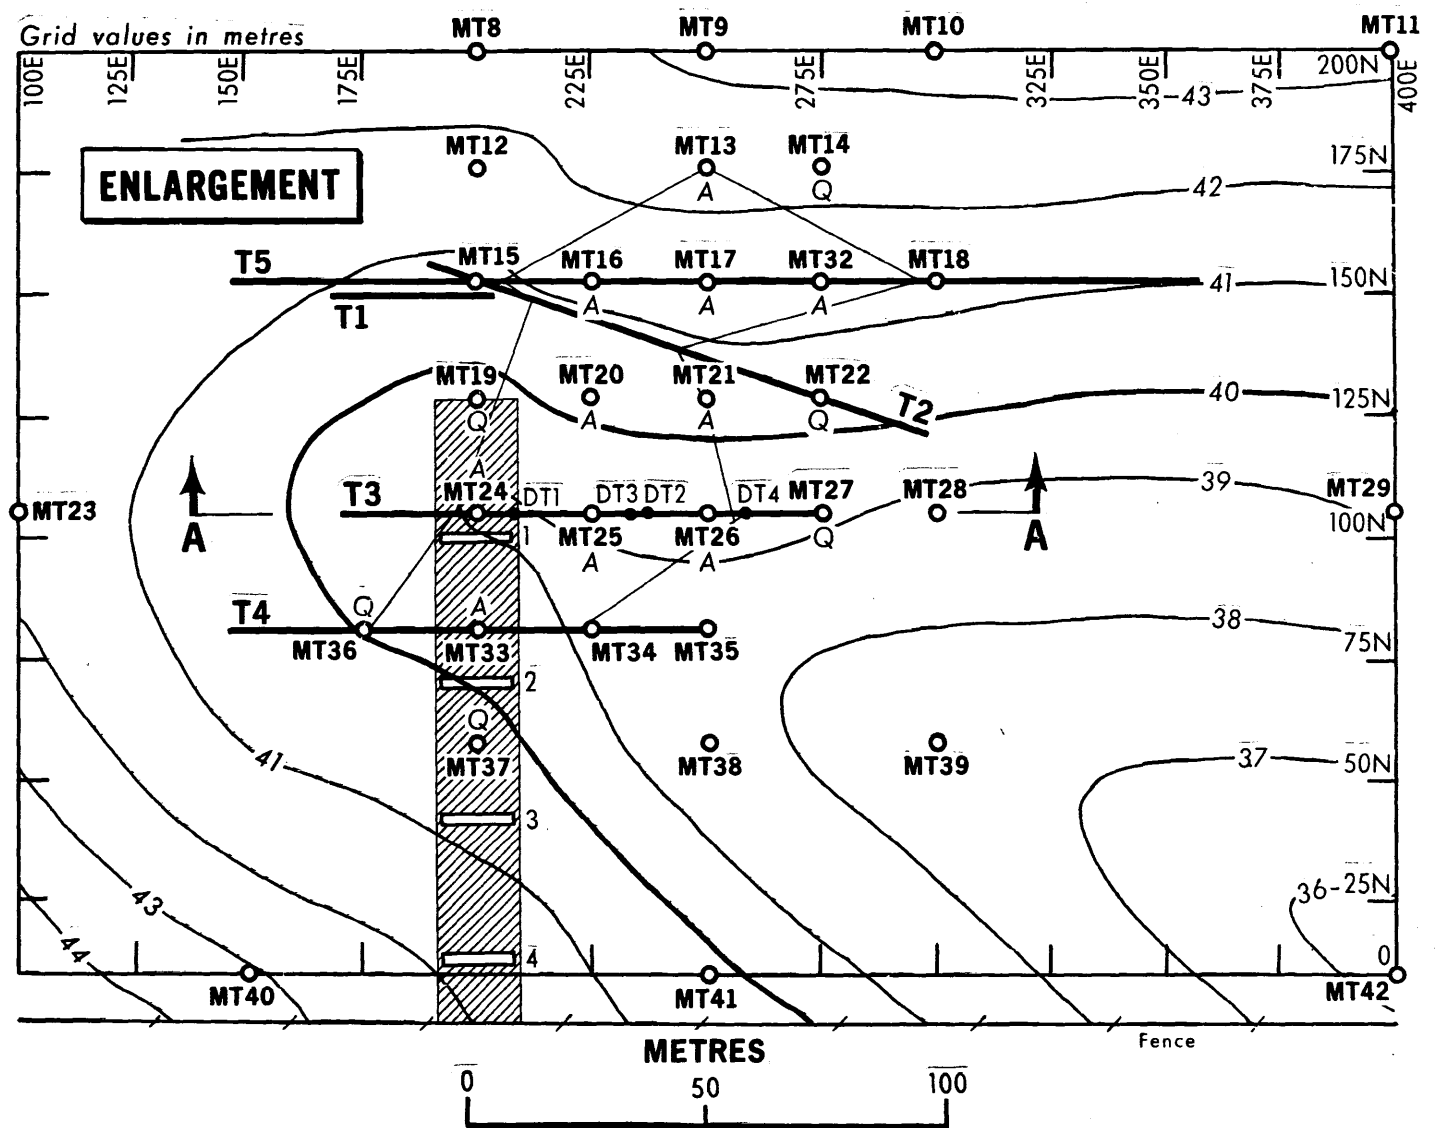 Grid values in metres
MT8
MT9
MT10
MT11
100E
125E
150E
175E
225E
275E
325E
350E
375E
400E
200N
43
MT12
MT13
A
MT14
Q
175N
42
ENLARGEMENT
T5
MT15
MT16
A
MT17
A
MT32
A
MT18
41
150N
T1
MT19
Q
MT20
A
MT21
A
MT22
Q
T2
40
125N
A
MT23
A
T3
MT24
DT1
DT3
DT2
DT4
MT27
Q
MT28
A
39
MT29
100N
1
MT25
A
MT26
A
T4
Q
MT36
A
MT33
MT34
MT35
38
75N
2
Q
MT37
MT38
MT39
41
37
50N
3
43
44
36
25N
4
0
MT40
MT41
MT42
Fence
METRES
0
50
100